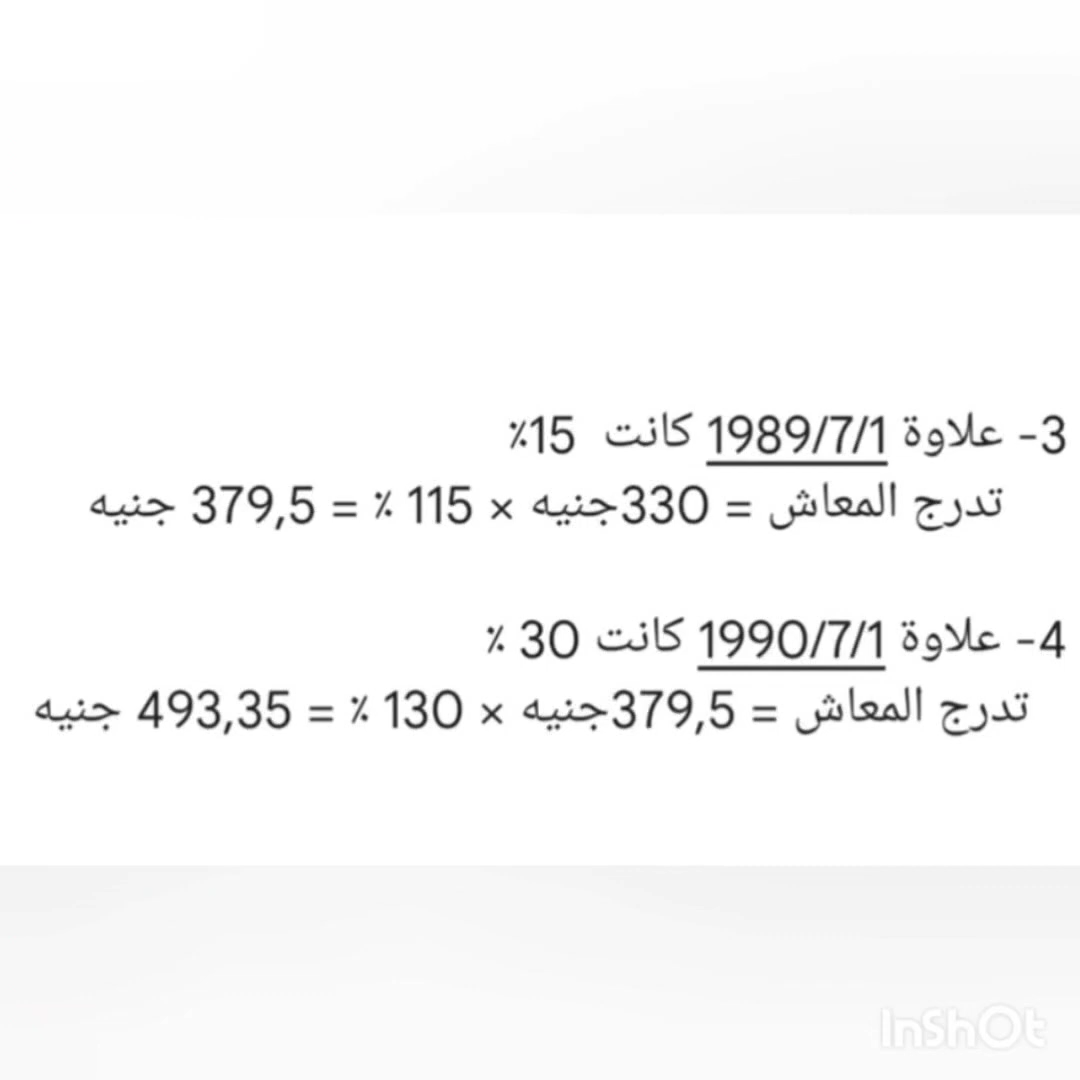 3- علاوة 1989/7/1 كانت 15٪
تدرج المعاش = 330جنيه × 115 ٪ = 379,5 جنيه
4- علاوة 1990/7/1 كانت 30 ٪
تدرج المعاش = 379,5جنيه × 130 ٪ = 493,35 جنيه
InShOt